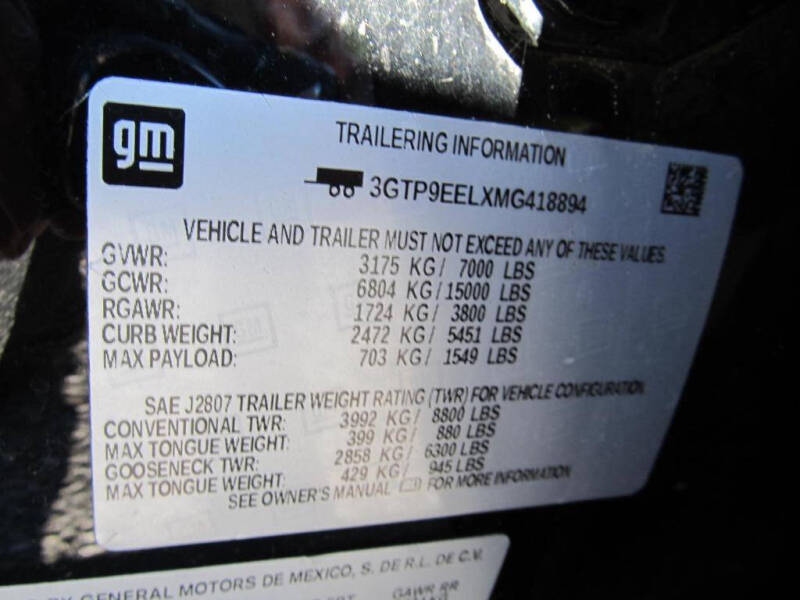 gm
TRAILERING INFORMATION
3GTP9EELXMG418894
VEHICLE AND TRAILER MUST NOT EXCEED ANY OF THESE VALUES.
GVWR: 3175 KG/ 7000 LBS
GCWR: 6804 KG/15000 LBS
RGAWR: 1724 KG/ 3800 LBS
CURB WEIGHT: 2472 KG/ 5451 LBS
MAX PAYLOAD: 703 KG/ 1549 LBS
SAE J2807 TRAILER WEIGHT RATING (TWR) FOR VEHICLE CONFIGURATION
CONVENTIONAL TWR: 3992 KG/ 8800 LBS
MAX TONGUE WEIGHT: 399 KG/ 880 LBS
GOOSENECK TWR: 2858 KG/ 6300 LBS
MAX TONGUE WEIGHT: 429 KG/ 945 LBS
SEE OWNER'S MANUAL FOR MORE INFORMATION
BY GENERAL MOTORS DE MEXICO, S. DE R.L. DE C.V.
GAWR RR